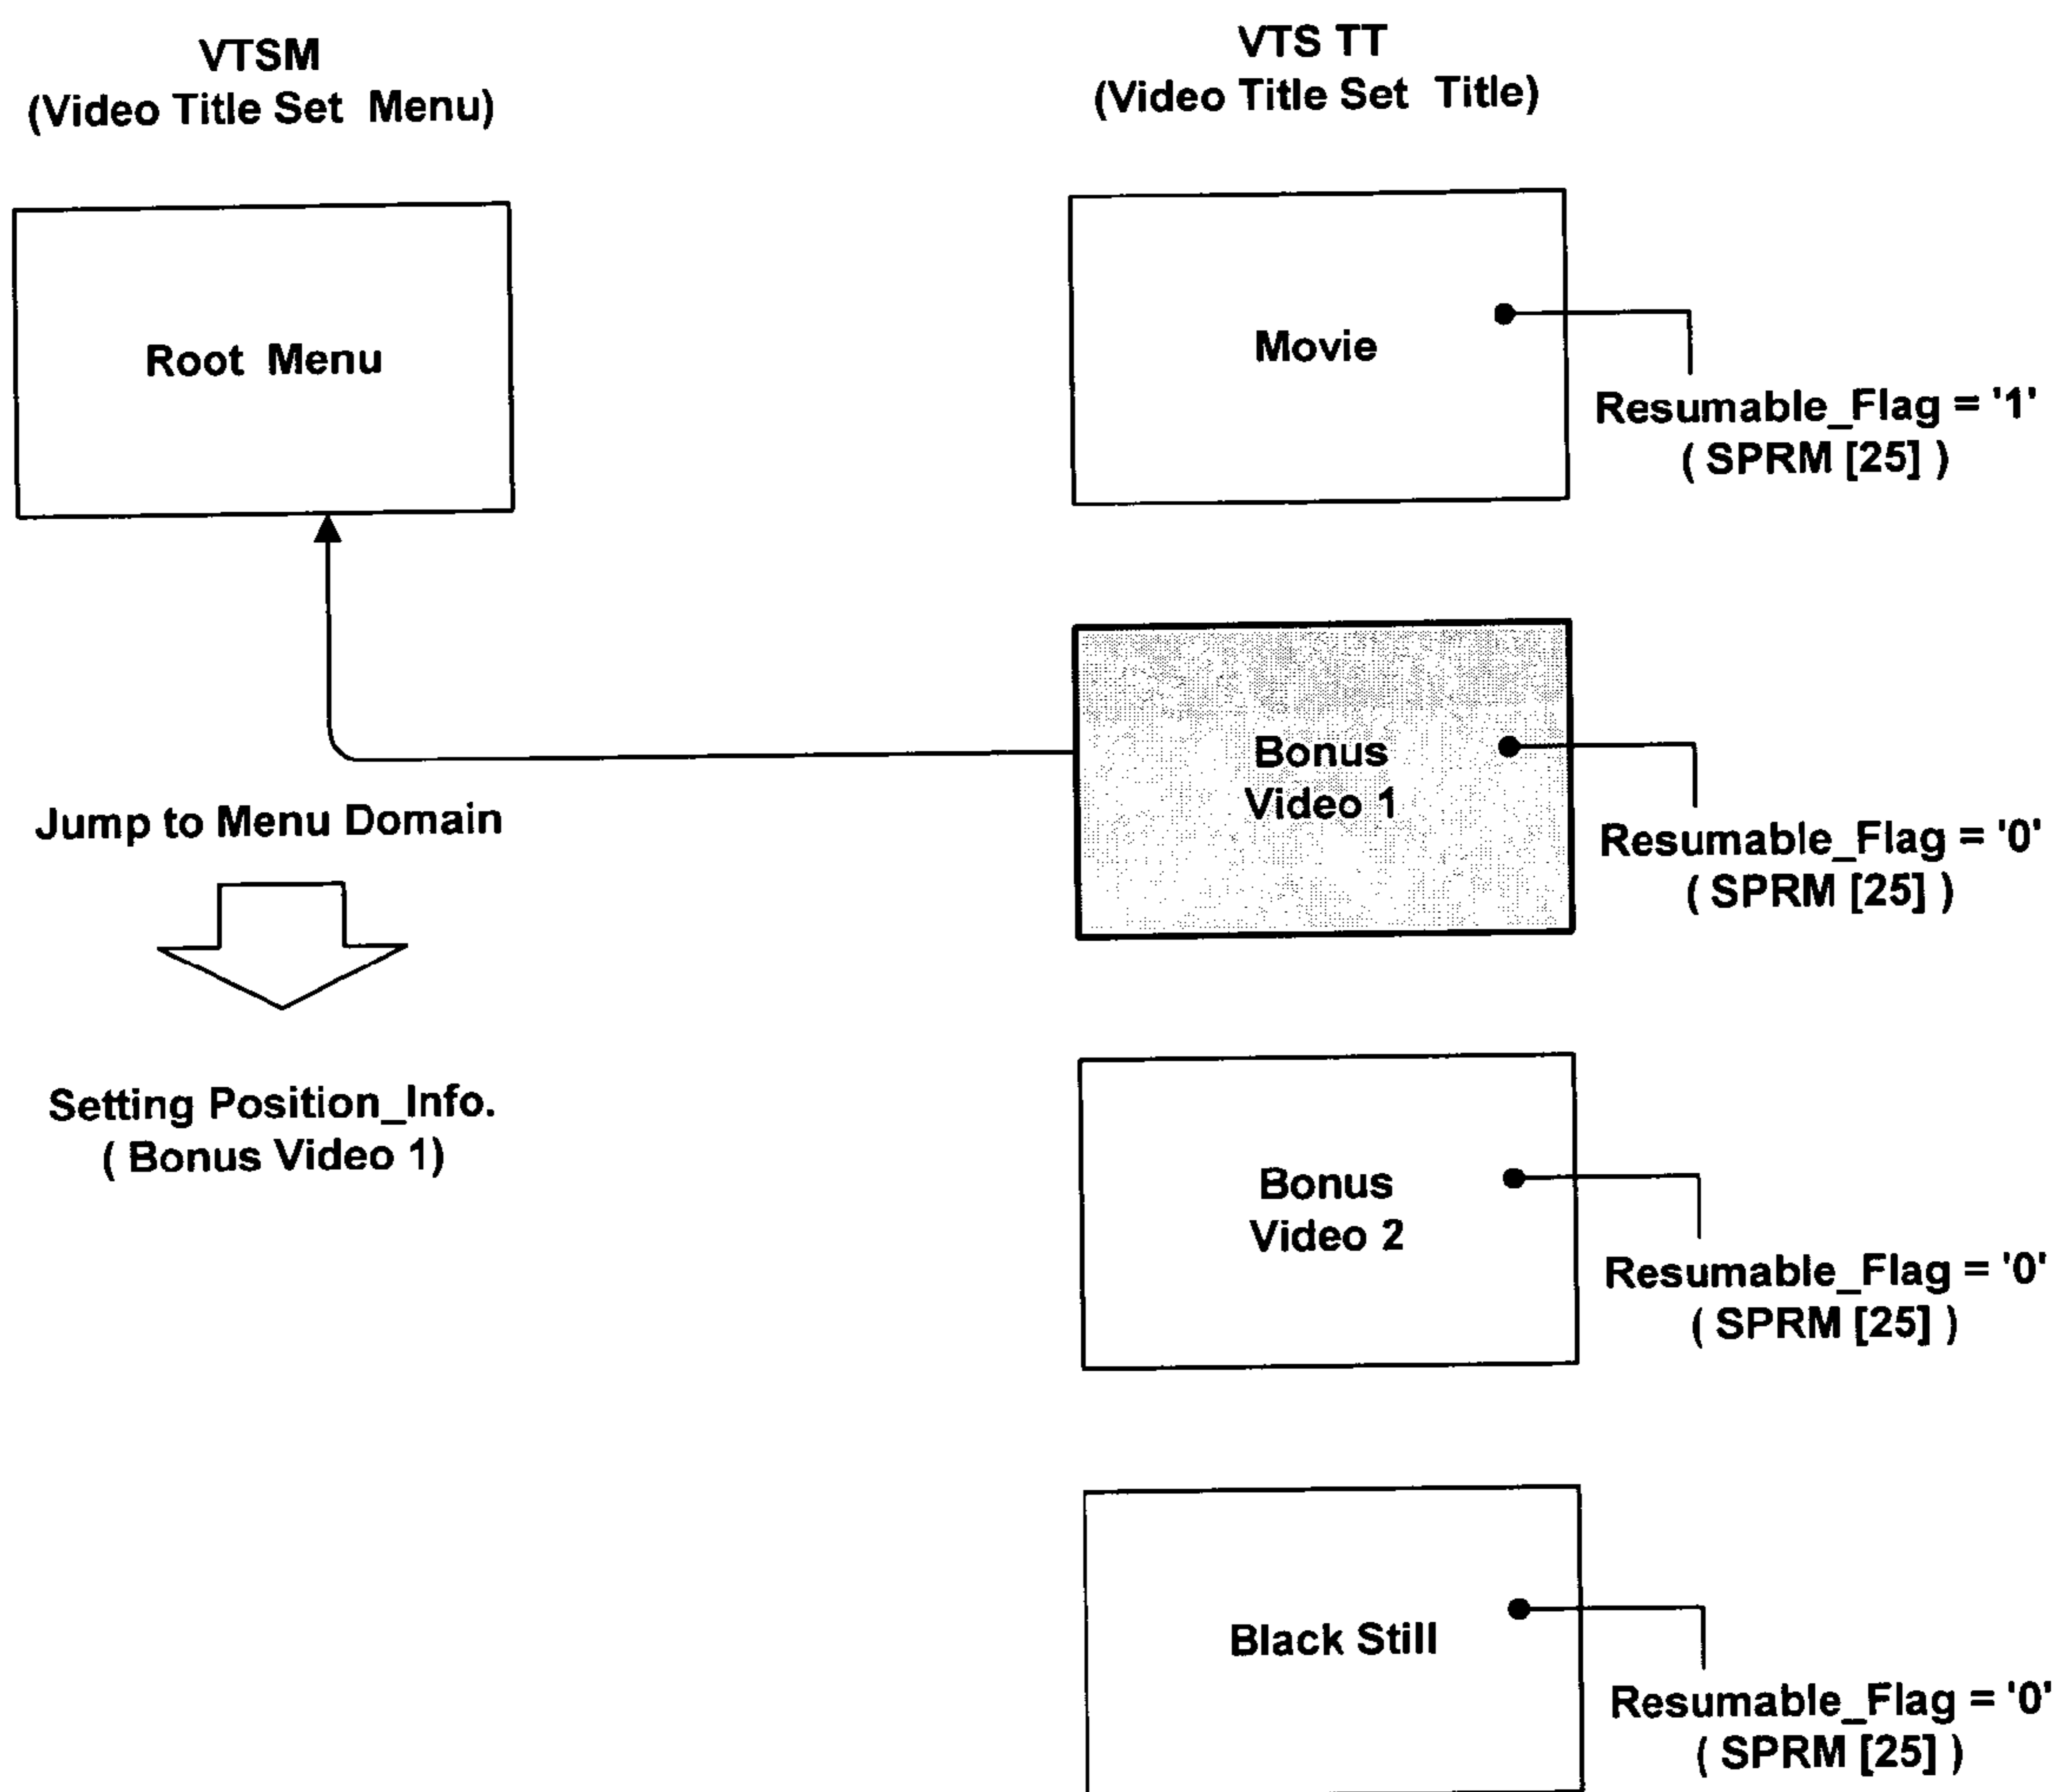 VTSM
(Video Title Set Menu)
Root Menu
Jump to Menu Domain
Setting Position_Info.
( Bonus Video 1)
VTS TT
(Video Title Set Title)
Movie
Resumable_Flag = '1'
( SPRM [25] )
Bonus
Video 1
Resumable_Flag = '0'
( SPRM [25] )
Bonus
Video 2
Resumable_Flag = '0'
( SPRM [25] )
Black Still
Resumable_Flag = '0'
( SPRM [25] )